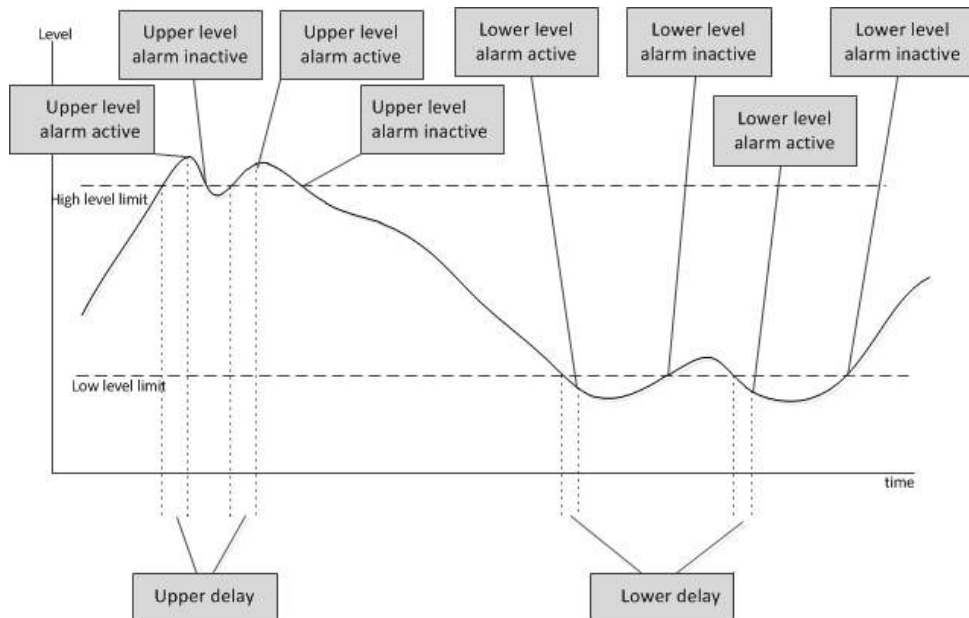 Level
Upper level
alarm inactive
Upper level
alarm active
Lower level
alarm active
Lower level
alarm inactive
Lower level
alarm inactive
Upper level
alarm active
Upper level
alarm inactive
Lower level
alarm active
High level limit
Low level limit
time
Upper delay
Lower delay